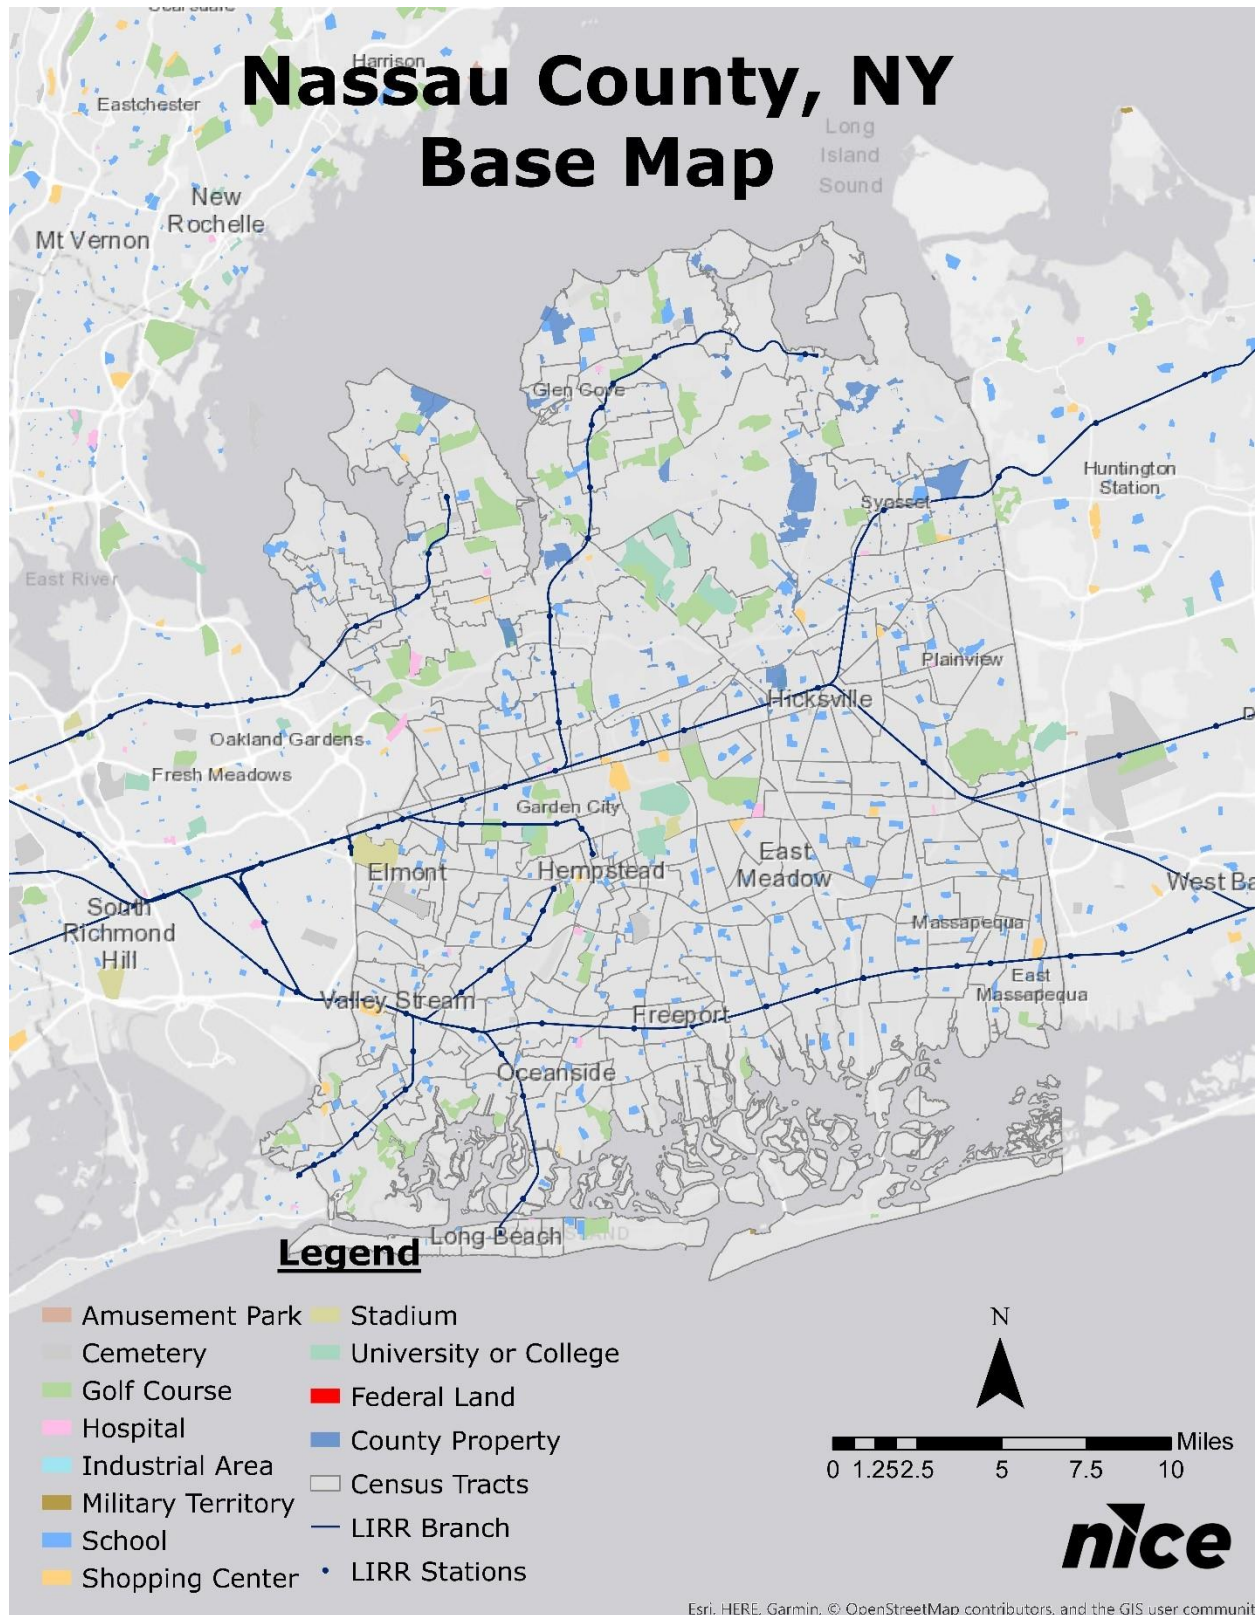 Scarsdale
Harrison
Nassau County, NY
Base Map
Eastchester
Long
Island
Sound
New
Rochelle
Mt Vernon
Glen Cove
Huntington
Station
Syosset
East River
Plainview
Hicksville
Oakland Gardens
Fresh Meadows
Garden City
East
Meadow
Elmont
Hempstead
West Ba
South
Richmond
Hill
Massapequa
East
Massapequa
Valley Stream
Freeport
Oceanside
Long Beach
Legend
Amusement Park
Cemetery
Golf Course
Hospital
Industrial Area
Military Territory
School
Shopping Center
Stadium
University or College
Federal Land
County Property
Census Tracts
LIRR Branch
LIRR Stations
N
Miles
0 1.25 2.5 5 7.5 10
nice
Esri, HERE, Garmin, © OpenStreetMap contributors, and the GIS user communit